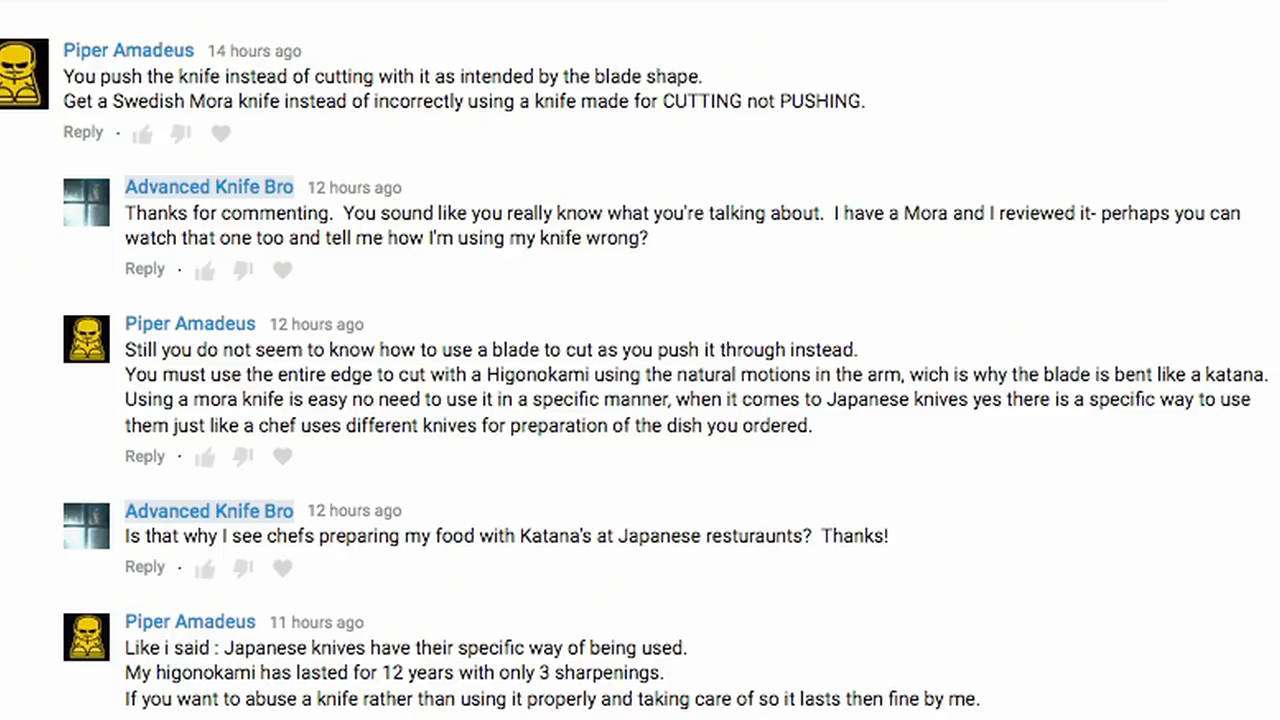 Piper Amadeus 14 hours ago
You push the knife instead of cutting with it as intended by the blade shape.
Get a Swedish Mora knife instead of incorrectly using a knife made for CUTTING not PUSHING.
Reply ·
Advanced Knife Bro 12 hours ago
Thanks for commenting.  You sound like you really know what you're talking about.  I have a Mora and I reviewed it- perhaps you can
watch that one too and tell me how I'm using my knife wrong?
Reply ·
Piper Amadeus 12 hours ago
Still you do not seem to know how to use a blade to cut as you push it through instead.
You must use the entire edge to cut with a Higonokami using the natural motions in the arm, wich is why the blade is bent like a katana.
Using a mora knife is easy no need to use it in a specific manner, when it comes to Japanese knives yes there is a specific way to use
them just like a chef uses different knives for preparation of the dish you ordered.
Reply ·
Advanced Knife Bro 12 hours ago
Is that why I see chefs preparing my food with Katana's at Japanese resturaunts?  Thanks!
Reply ·
Piper Amadeus 11 hours ago
Like i said : Japanese knives have their specific way of being used.
My higonokami has lasted for 12 years with only 3 sharpenings.
If you want to abuse a knife rather than using it properly and taking care of so it lasts then fine by me.